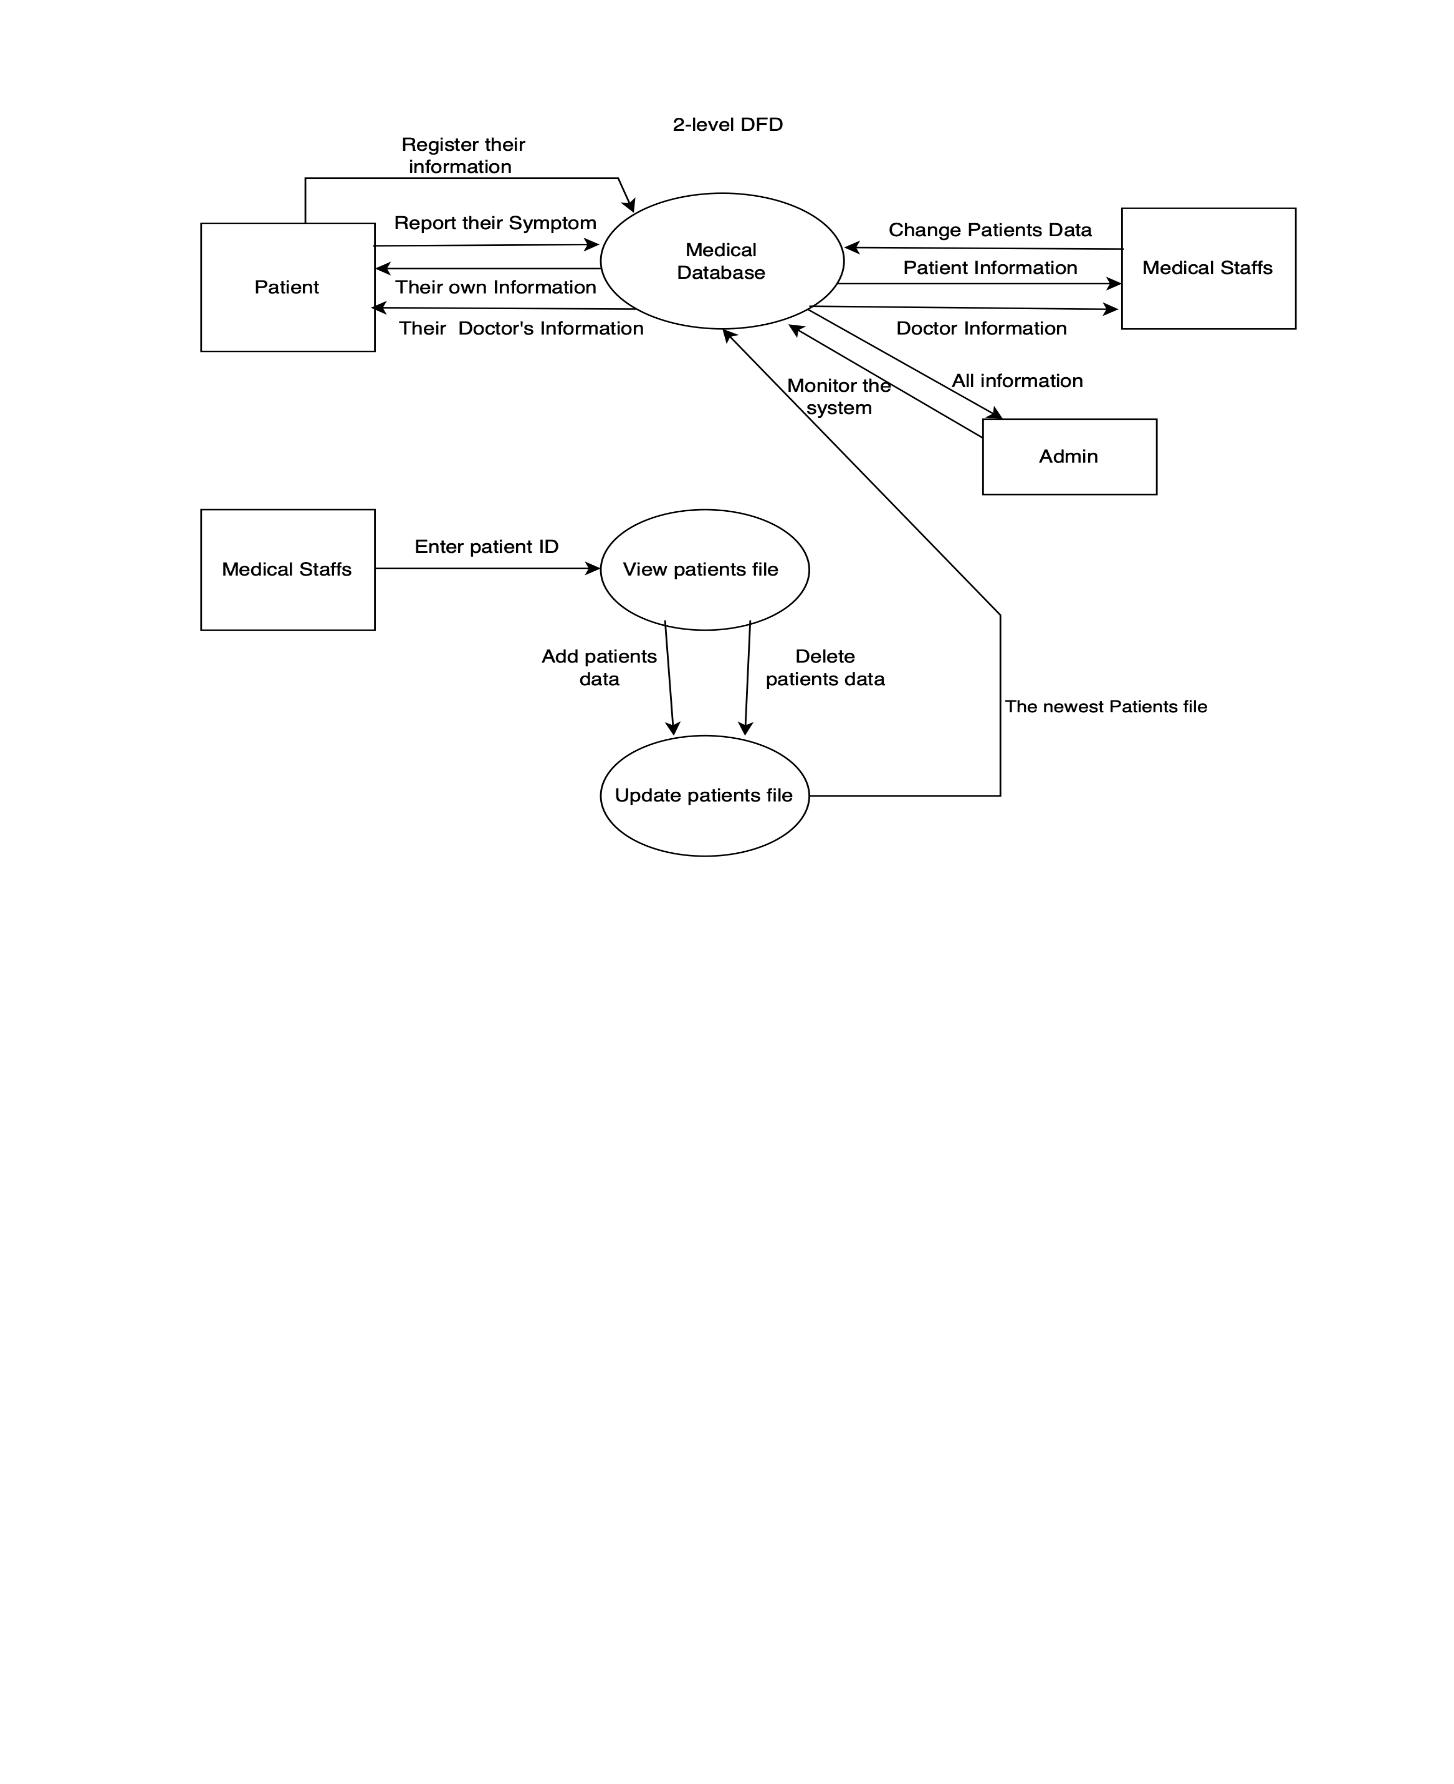 2-level DFD
Register their
information
Report their Symptom
Change Patients Data
Medical
Database
Patient Information
Medical Staffs
Patient
Their own Information
Their  Doctor's Information
Doctor Information
Monitor the
system
All information
Admin
Enter patient ID
Medical Staffs
View patients file
Add patients
data
Delete
patients data
The newest Patients file
Update patients file